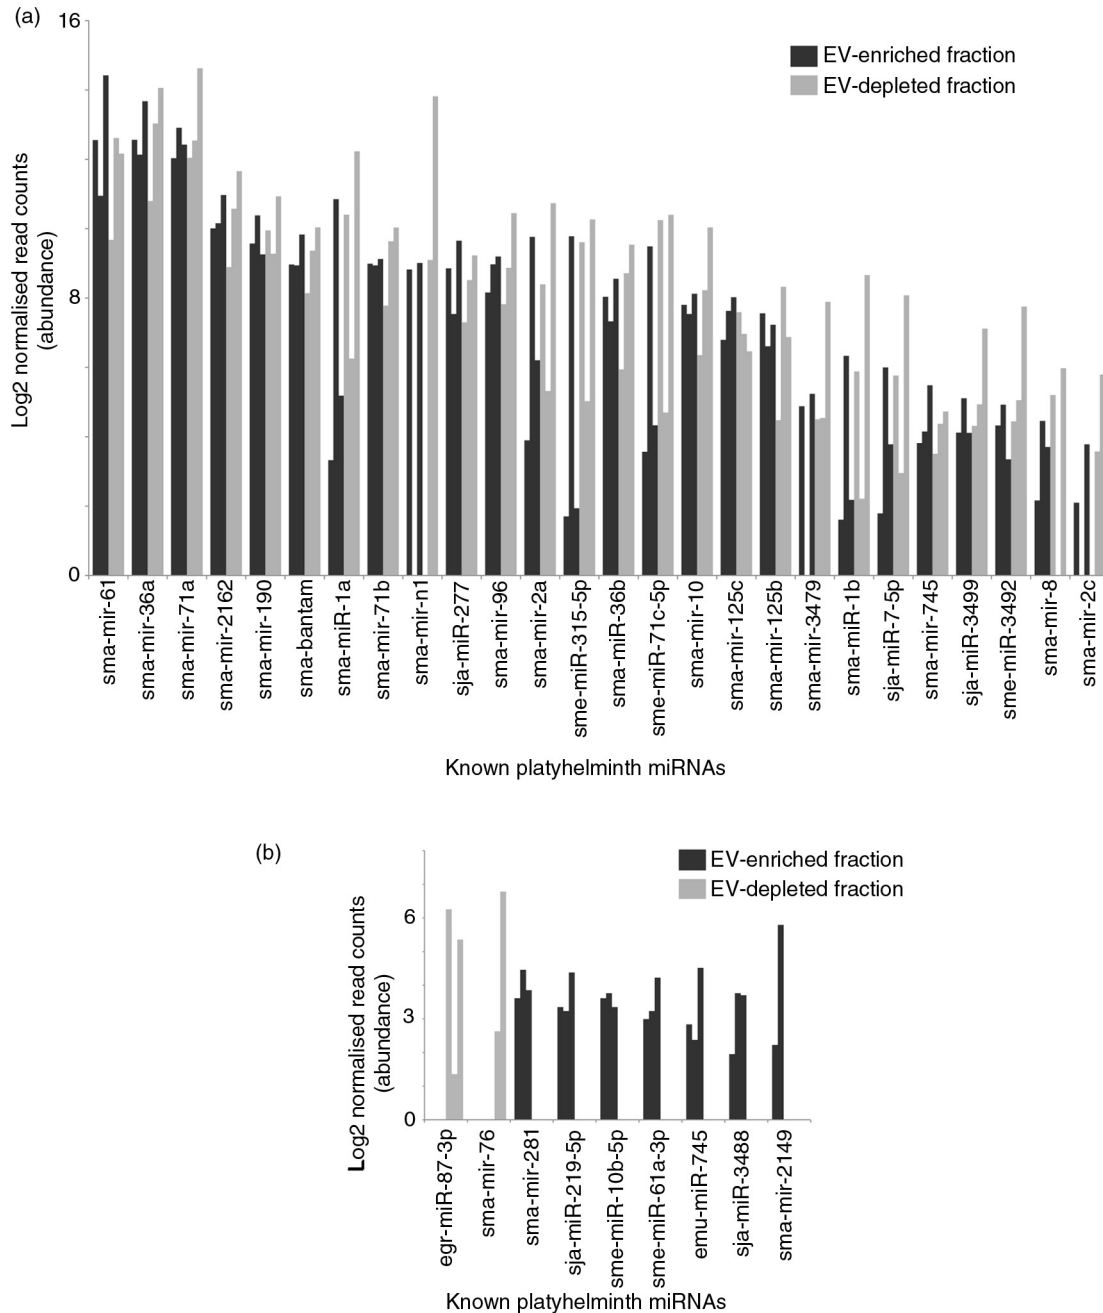 (a)
16
EV-enriched fraction
EV-depleted fraction
Log2 normalised read counts
(abundance)
8
0
sma-mir-61
sma-mir-36a
sma-mir-71a
sma-mir-2162
sma-mir-190
sma-bantam
sma-miR-1a
sma-mir-71b
sma-mir-n1
sja-miR-277
sma-mir-96
sma-mir-2a
sme-miR-315-5p
sma-miR-36b
sme-miR-71c-5p
sma-mir-10
sma-mir-125c
sma-mir-125b
sma-mir-3479
sma-miR-1b
sja-miR-7-5p
sma-mir-745
sja-miR-3499
sme-miR-3492
sma-mir-8
sma-mir-2c
Known platyhelminth miRNAs
(b)
EV-enriched fraction
EV-depleted fraction
Log2 normalised read counts
(abundance)
6
3
0
egr-miR-87-3p
sma-mir-76
sma-mir-281
sja-miR-219-5p
sme-miR-10b-5p
sme-miR-61a-3p
emu-miR-745
sja-miR-3488
sma-mir-2149
Known platyhelminth miRNAs